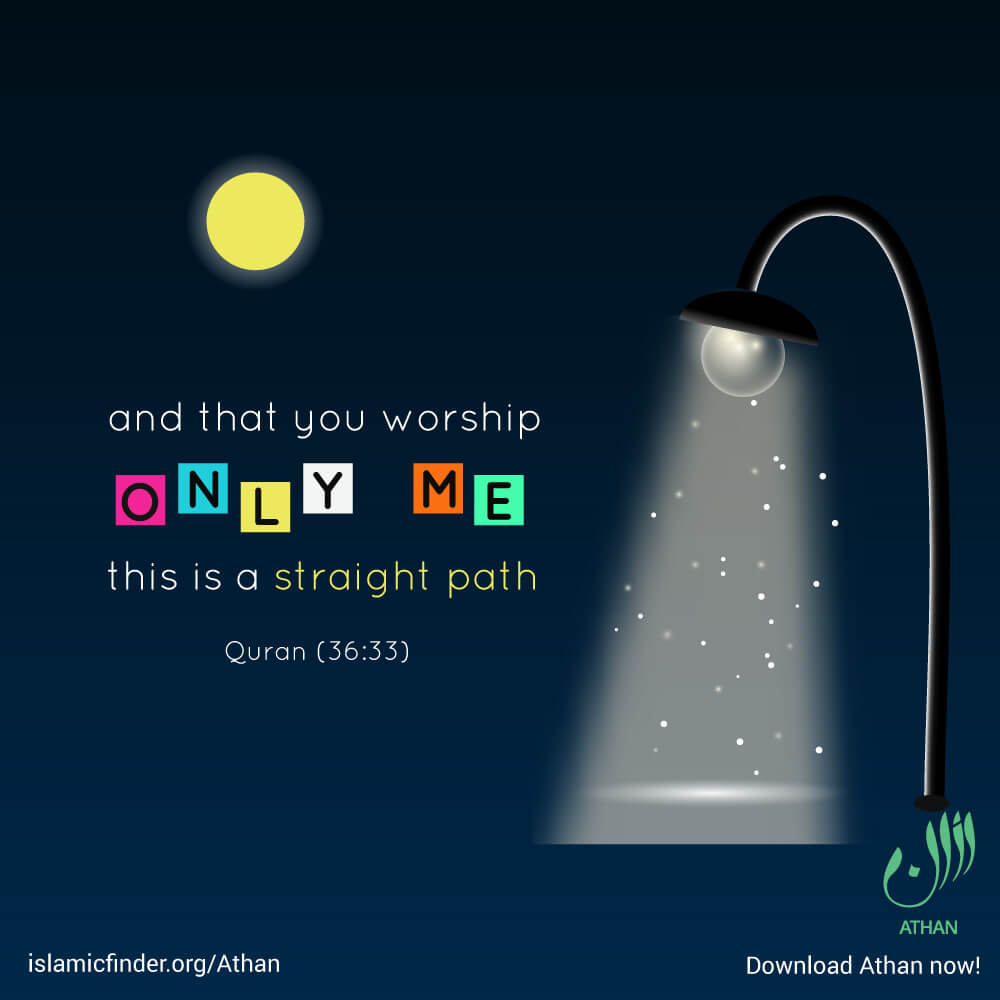 and that you worship
ONLY ME
this is a straight path
Quran (36:33)
اذان
ATHAN
islamicfinder.org/Athan
Download Athan now!